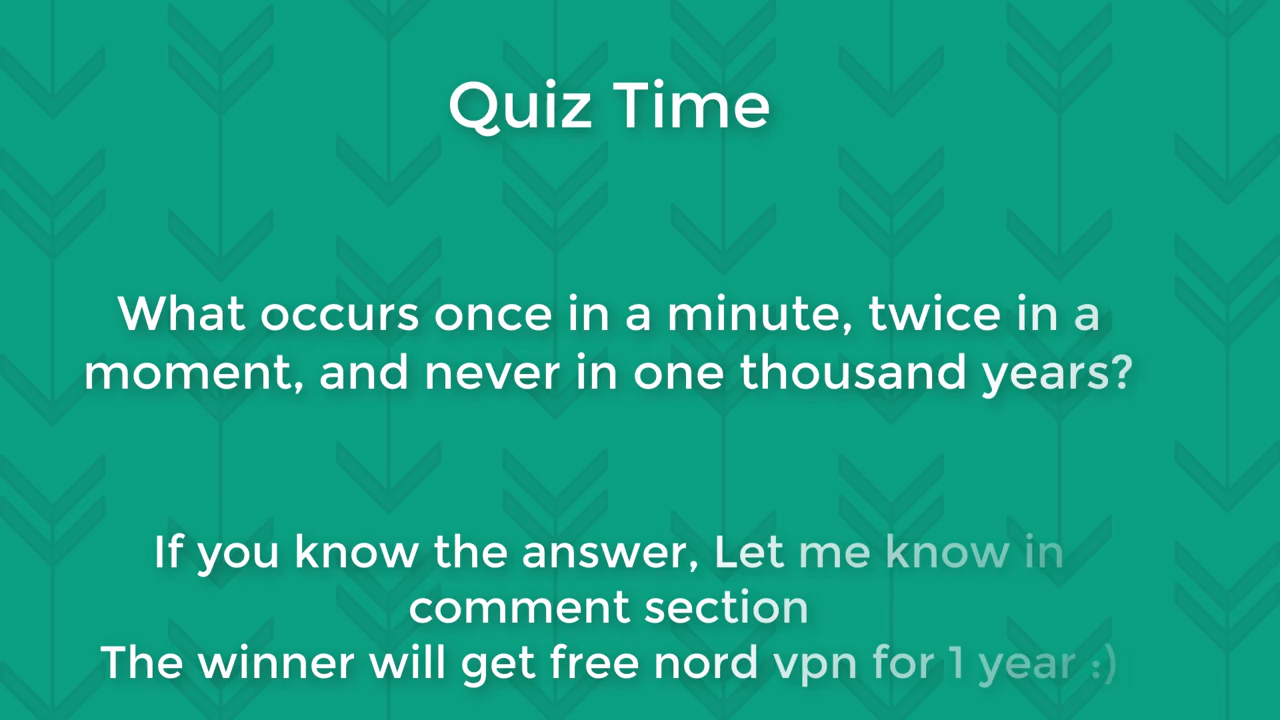 Quiz Time
What occurs once in a minute, twice in a
moment, and never in one thousand years?
If you know the answer, Let me know in
comment section
The winner will get free nord vpn for 1 year :)